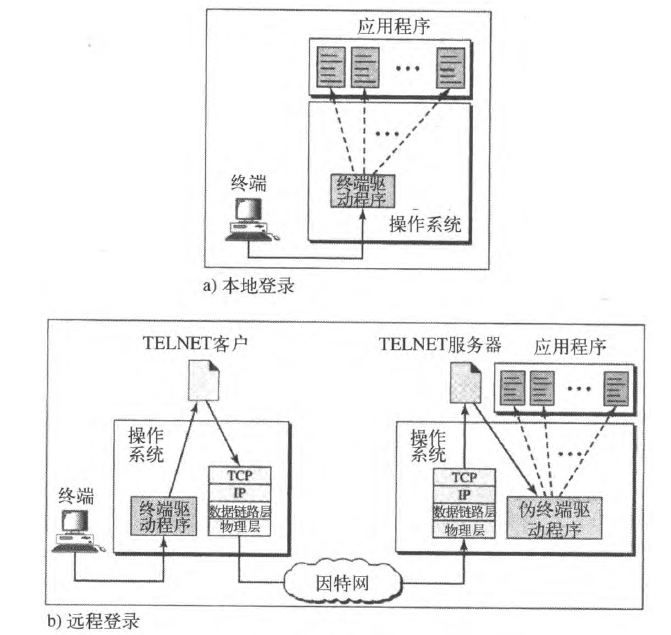 应用程序
终端
终端驱
动程序
操作系统
a) 本地登录
TELNET客户
TELNET服务器
应用程序
操作
系统
操作
系统
终端
终端驱
动程序
TCP
IP
数据链路层
物理层
TCP
IP
数据链路层
物理层
伪终端驱
动程序
因特网
b) 远程登录